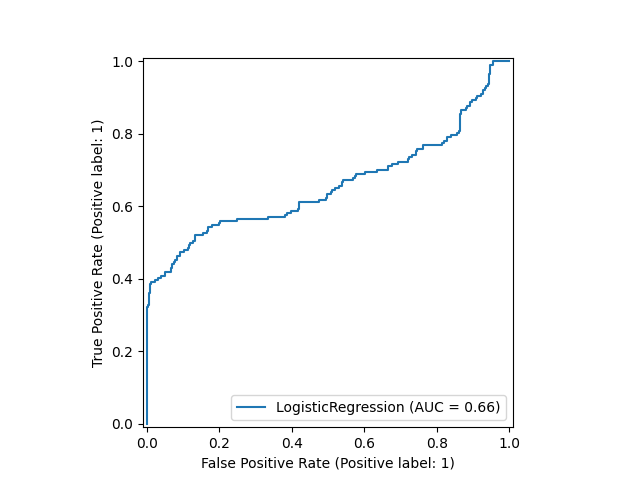 1.0
0.8
0.6
0.4
0.2
0.0
True Positive Rate (Positive label: 1)
LogisticRegression (AUC = 0.66)
0.0 0.2 0.4 0.6 0.8 1.0
False Positive Rate (Positive label: 1)